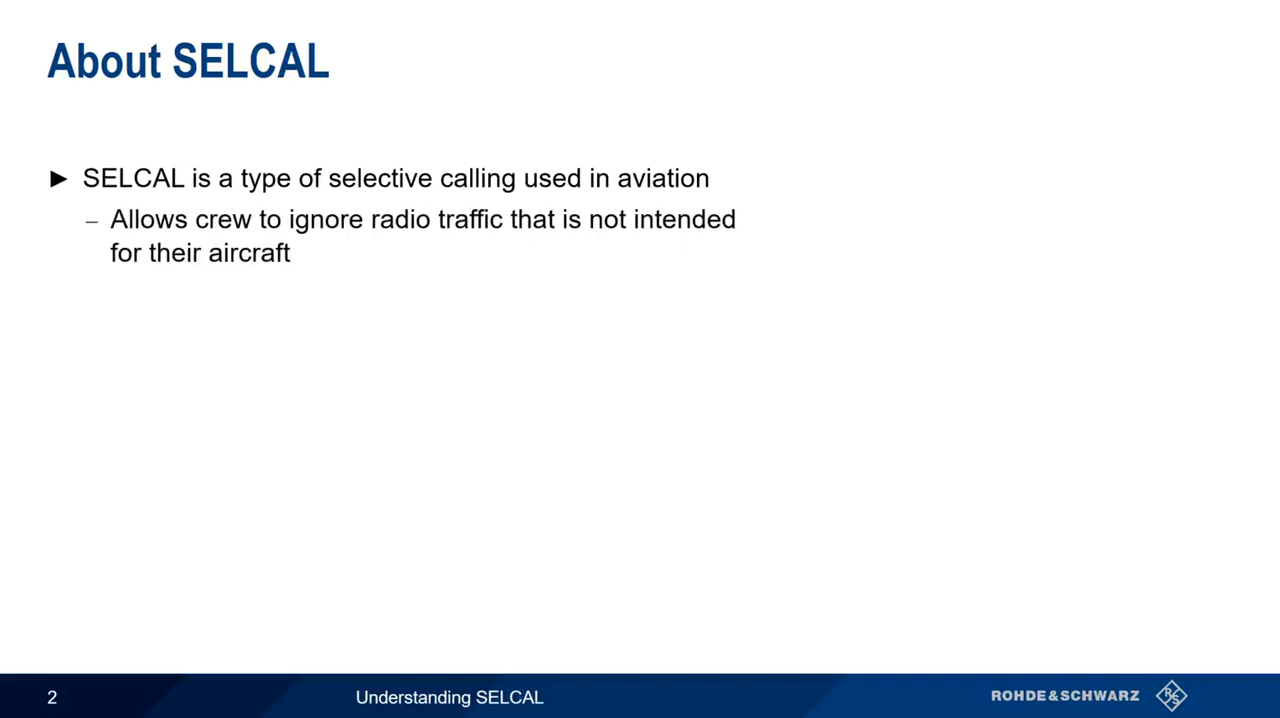 About SELCAL
► SELCAL is a type of selective calling used in aviation
– Allows crew to ignore radio traffic that is not intended
for their aircraft
2
Understanding SELCAL
ROHDE&SCHWARZ
R&S